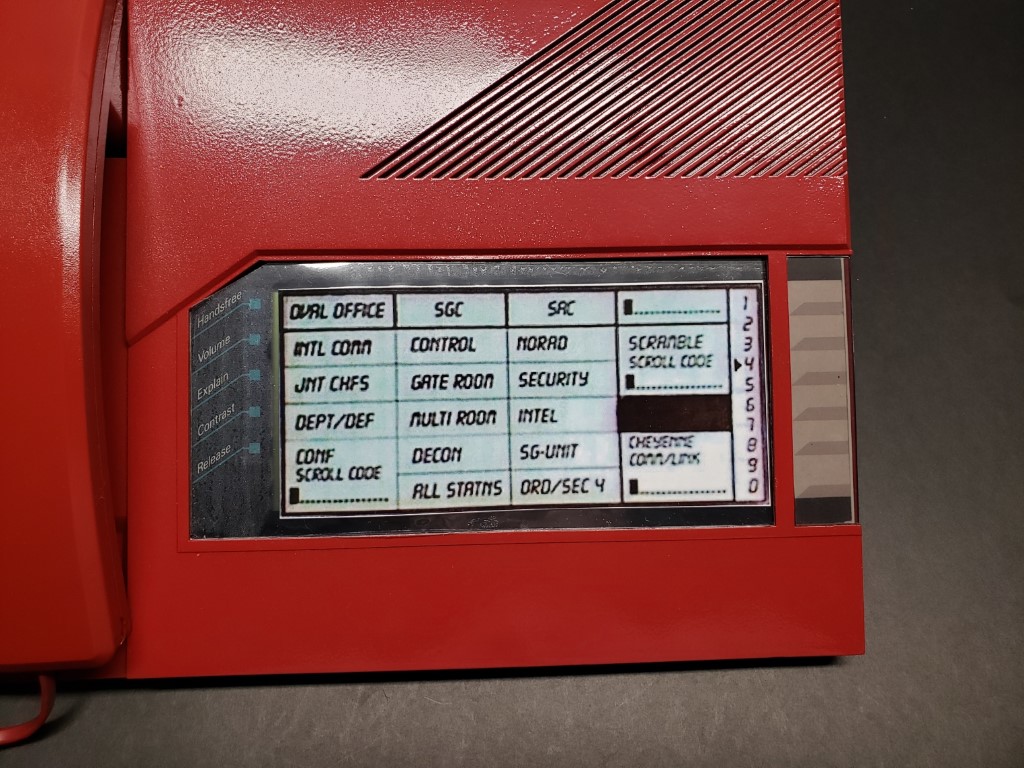 Handsfree
Volume
Explain
Contrast
Release
OVAL OFFICE
INTL COMM
JNT CHFS
DEPT/DEF
CONF
SCROLL CODE
SGC
CONTROL
GATE ROOM
MULTI ROOM
DECON
ALL STATNS
SAC
NORAD
SECURITY
INTEL
SG-UNIT
ORD/SEC 4
SCRAMBLE
SCROLL CODE
CHEYENNE
COMM/LINK
1
2
3
4
5
6
7
8
9
0